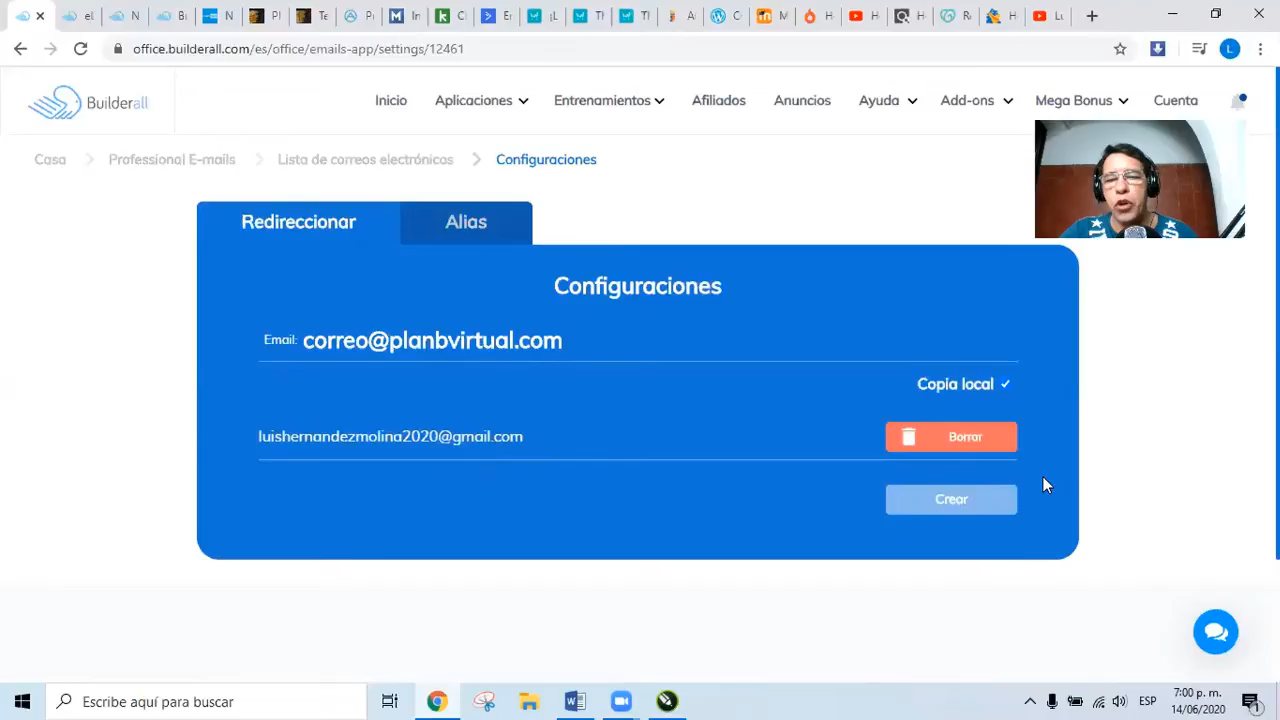 office.builderall.com/es/office/emails-app/settings/12461
L
Builderall
Inicio
Aplicaciones
Entrenamientos
Afiliados
Anuncios
Ayuda
Add-ons
Mega Bonus
Cuenta
Casa
Professional E-mails
Lista de correos electrónicos
Configuraciones
Redireccionar
Alias
Configuraciones
Email: correo@planbvirtual.com
Copia local
luishernandezmolina2020@gmail.com
Borrar
Crear
Escribe aquí para buscar
ESP
7:00 p. m.
14/06/2020